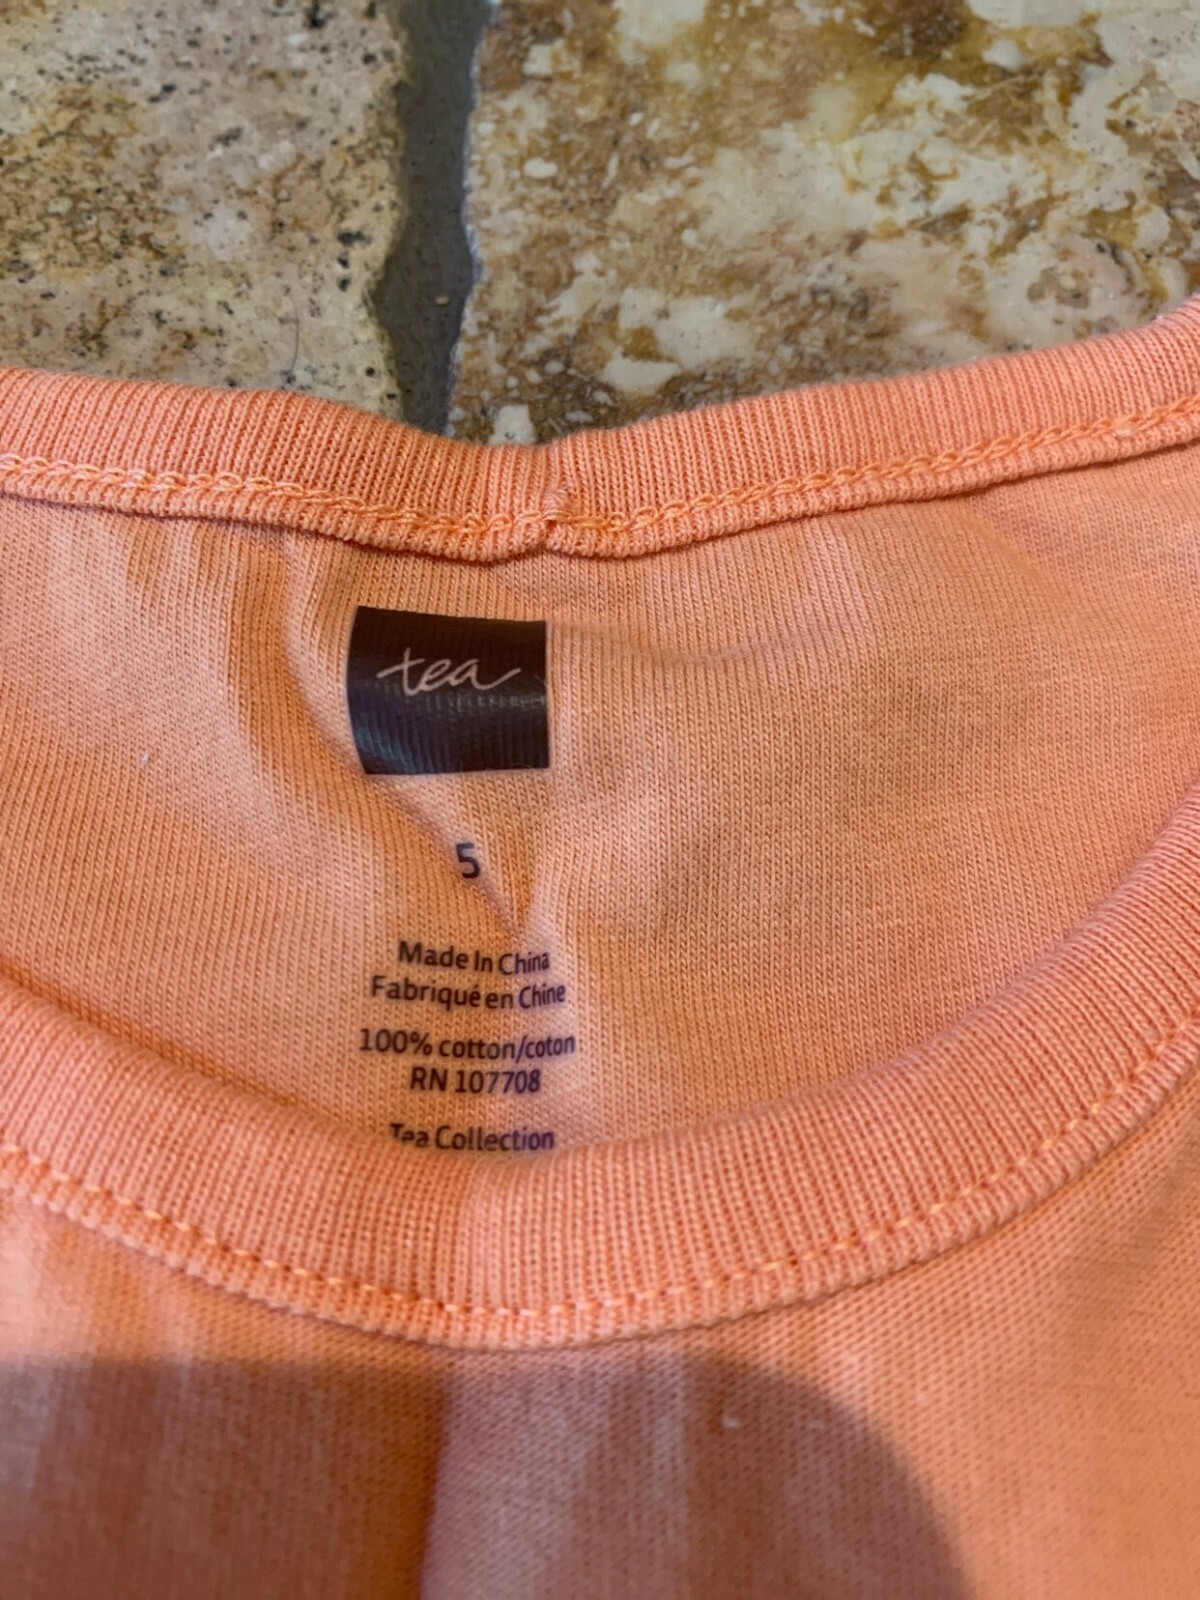 tea
5
Made In China
Fabriqué en Chine
100% cotton/coton
RN 107708
Tea Collection